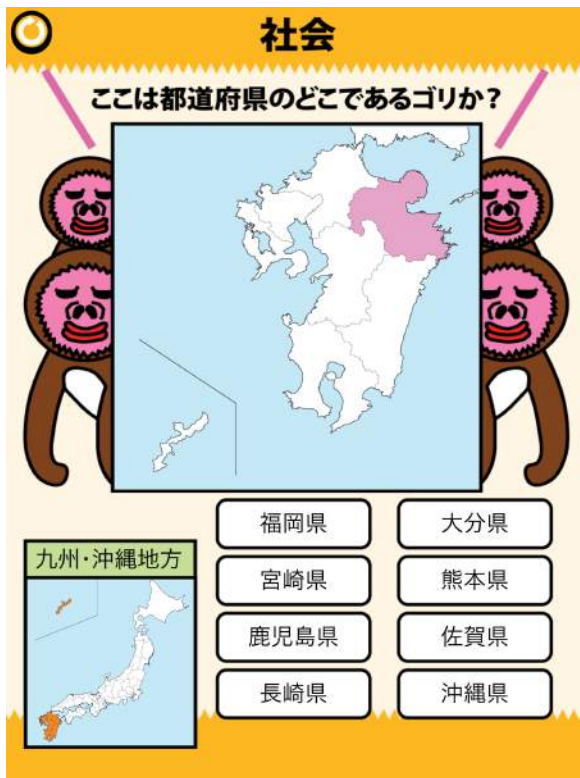 社会
ここは都道府県のどこであるゴリか？
福岡県
大分県
宮崎県
熊本県
鹿児島県
佐賀県
長崎県
沖縄県
九州・沖縄地方